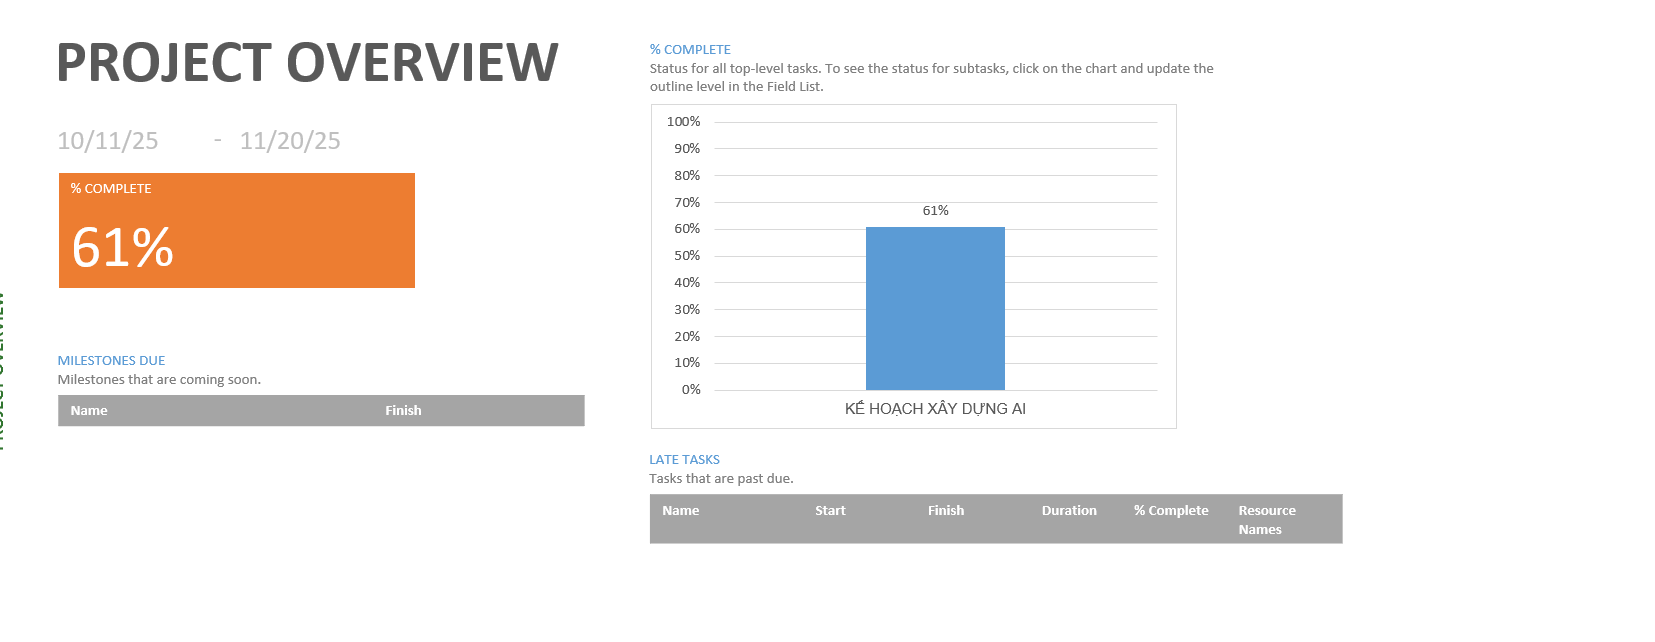 PROJECT OVERVIEW
10/11/25 - 11/20/25
% COMPLETE
61%
MILESTONES DUE
Milestones that are coming soon.
Name Finish
% COMPLETE
Status for all top-level tasks. To see the status for subtasks, click on the chart and update the
outline level in the Field List.
100%
90%
80%
70%
61%
60%
50%
40%
30%
20%
10%
0%
KẾ HOẠCH XÂY DỰNG AI
LATE TASKS
Tasks that are past due.
Name Start Finish Duration % Complete Resource
Names